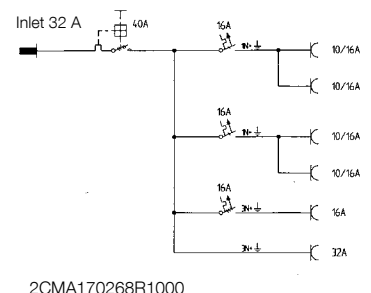 Inlet 32 A
40A
16A
1N+⏚
10/16A
10/16A
16A
1N+⏚
10/16A
10/16A
16A
3N+⏚
16A
3N+⏚
32A
2CMA170268R1000